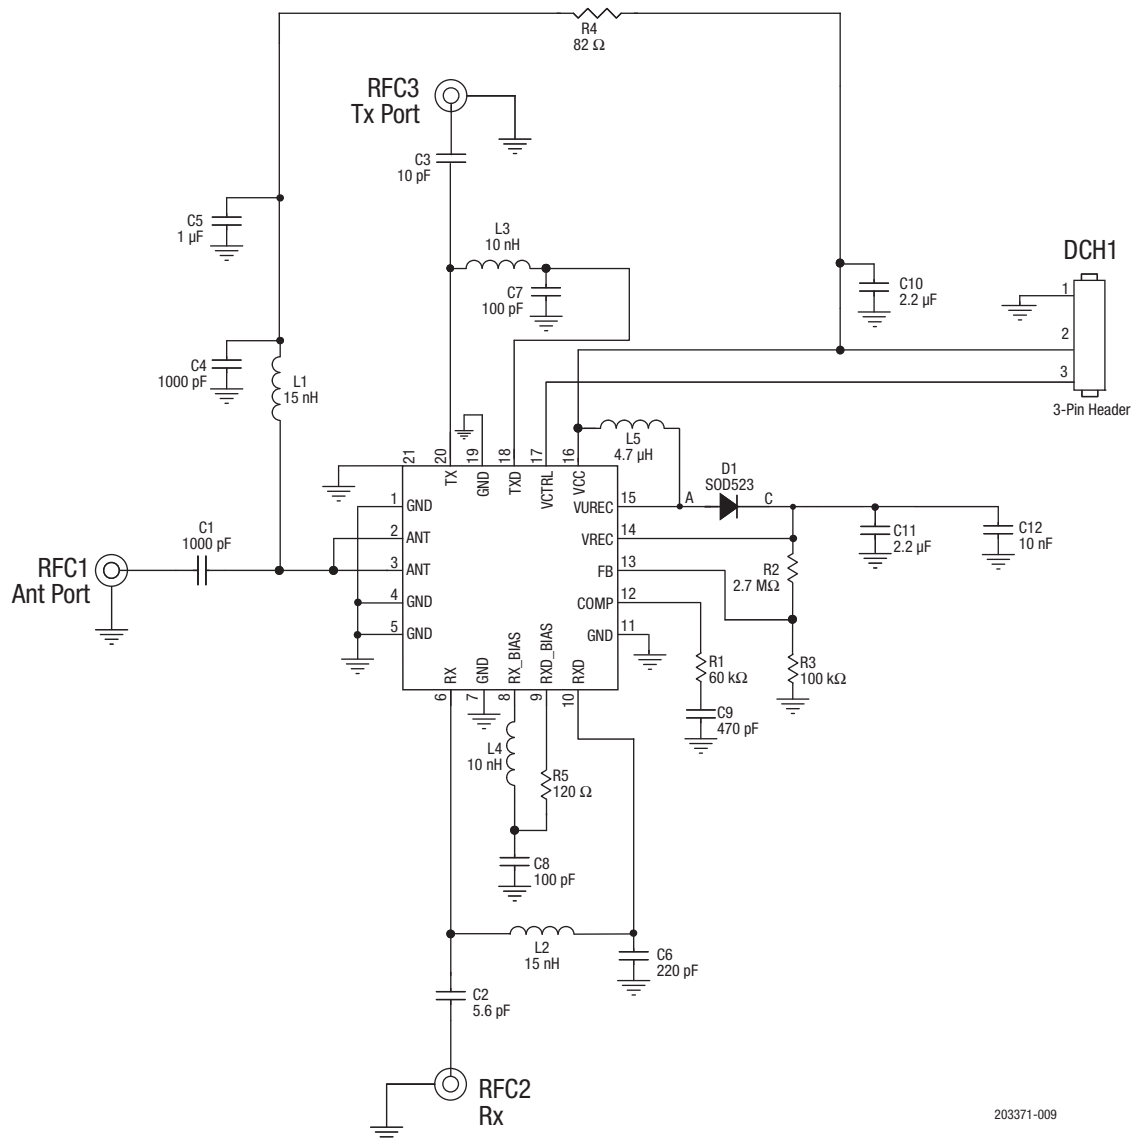 R4
82 Ω
RFC3
Tx Port
C3
10 pF
C5
1 µF
L3
10 nH
C7
100 pF
C10
2.2 µF
DCH1
1
2
3
3-Pin Header
C4
1000 pF
L1
15 nH
L5
4.7 µH
D1
SOD523
A
C
21
20
19
18
17
16
TX
GND
TXD
VCTRL
VCC
1
GND
2
ANT
3
ANT
4
GND
5
GND
VUREC
15
VREC
14
FB
13
COMP
12
GND
11
RX
GND
RX_BIAS
RXD_BIAS
RXD
6
7
8
9
10
C1
1000 pF
RFC1
Ant Port
C11
2.2 µF
C12
10 nF
R2
2.7 MΩ
R3
100 kΩ
R1
60 kΩ
C9
470 pF
L4
10 nH
R5
120 Ω
C8
100 pF
L2
15 nH
C6
220 pF
C2
5.6 pF
RFC2
Rx
203371-009